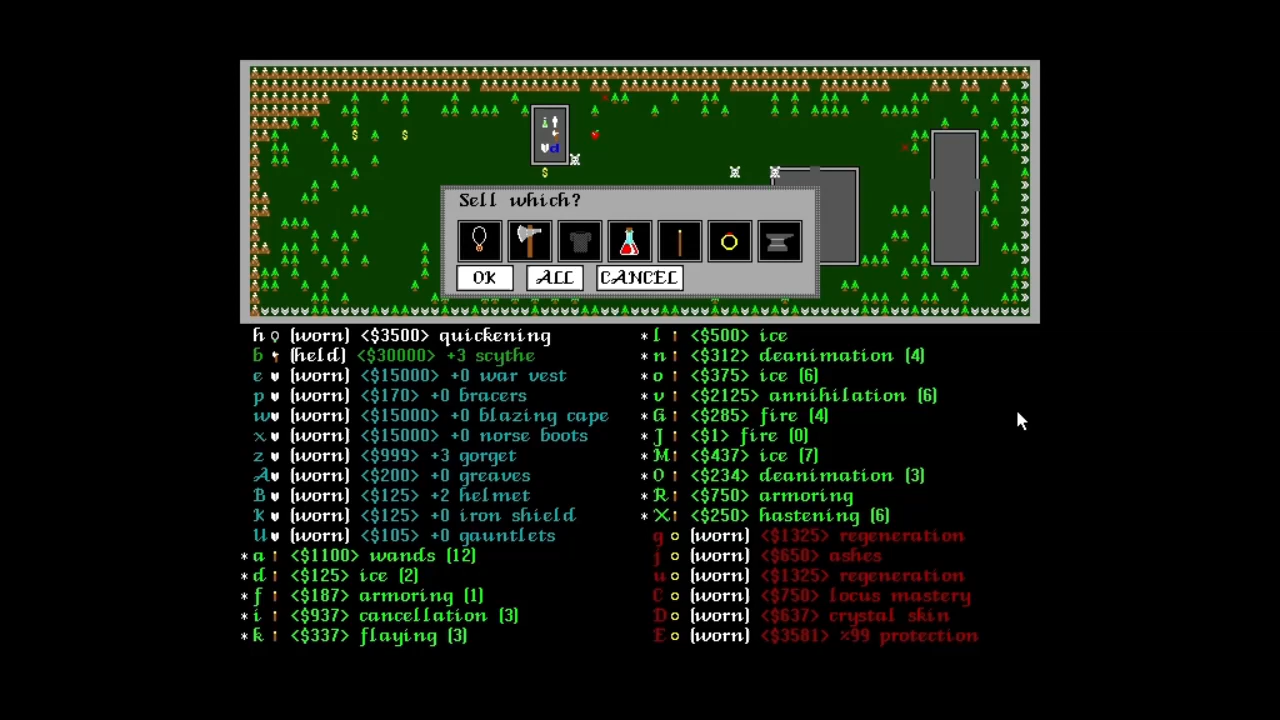 Sell which?
OK ALL CANCEL
h [worn] <$3500> quickening
b [held] <$30000> +3 scythe
e [worn] <$15000> +0 war vest
p [worn] <$170> +0 bracers
w [worn] <$15000> +0 blazing cape
x [worn] <$15000> +0 norse boots
z [worn] <$999> +3 gorget
A [worn] <$200> +0 greaves
B [worn] <$125> +2 helmet
K [worn] <$125> +0 iron shield
U [worn] <$105> +0 gauntlets
* a <$1100> wands [12]
* d <$125> ice [2]
* f <$187> armoring [1]
* i <$937> cancellation [3]
* k <$337> flaying [3]
* l <$500> ice
* n <$312> deanimation [4]
* o <$375> ice [6]
* v <$2125> annihilation [6]
* G <$285> fire [4]
* J <$1> fire [0]
* M <$437> ice [7]
* O <$234> deanimation [3]
* R <$750> armoring
* X <$250> hastening [6]
g [worn] <$1325> regeneration
j [worn] <$650> ashes
u [worn] <$1325> regeneration
C [worn] <$750> locus mastery
D [worn] <$637> crystal skin
E [worn] <$3581> %99 protection